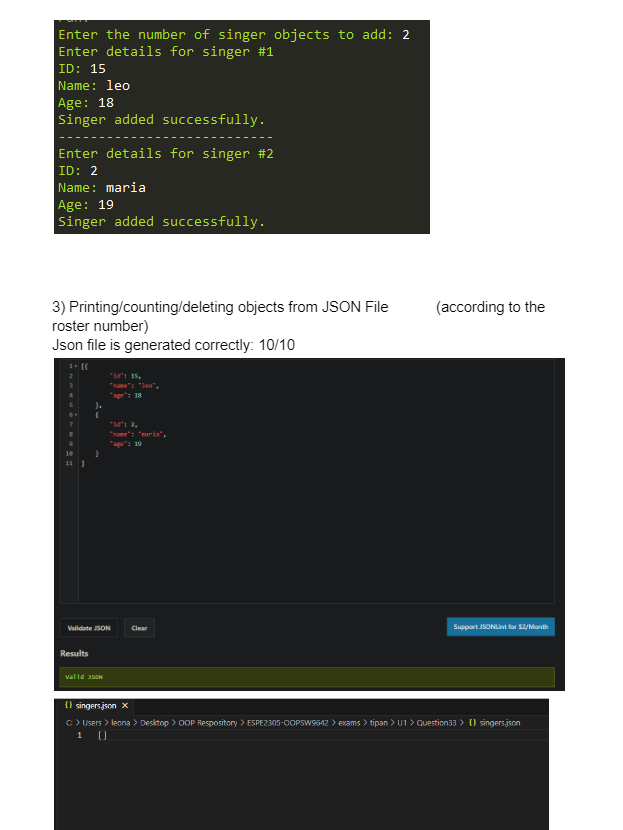 Enter the number of singer objects to add: 2
Enter details for singer #1
ID: 15
Name: leo
Age: 18
Singer added successfully.
---------------------------
Enter details for singer #2
ID: 2
Name: maria
Age: 19
Singer added successfully.
3) Printing/counting/deleting objects from JSON File (according to the
roster number)
Json file is generated correctly: 10/10
1 [{
2 "id": 15,
3 "name": "leo",
4 "age": 18
5 },
6 {
7 "id": 2,
8 "name": "maria",
9 "age": 19
10 }
11 ]
Validate JSON Clear Support JSONLint for $2/Month
Results
Valid JSON
{} singers.json X
C: > Users > leona > Desktop > OOP Respository > ESPE2305-OOPSW9642 > exams > tipan > U1 > Question33 > {} singers.json
1 []